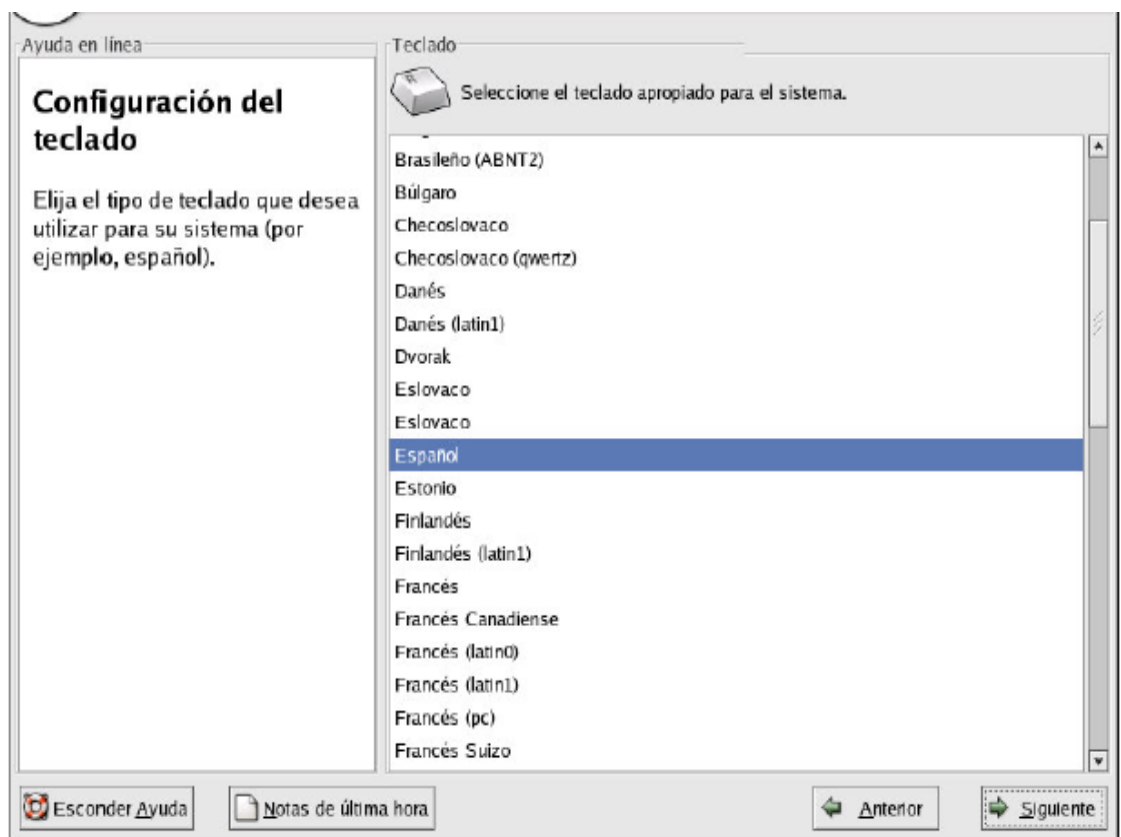 Ayuda en línea
Configuración del
teclado
Elija el tipo de teclado que desea
utilizar para su sistema (por
ejemplo, español).
Teclado
Seleccione el teclado apropiado para el sistema.
Brasileño (ABNT2)
Búlgaro
Checoslovaco
Checoslovaco (qwertz)
Danés
Danés (latin1)
Dvorak
Eslovaco
Eslovaco
Español
Estonio
Finlandés
Finlandés (latin1)
Francés
Francés Canadiense
Francés (latin0)
Francés (latin1)
Francés (pc)
Francés Suizo
Esconder Ayuda
Notas de última hora
Anterior
Siguiente